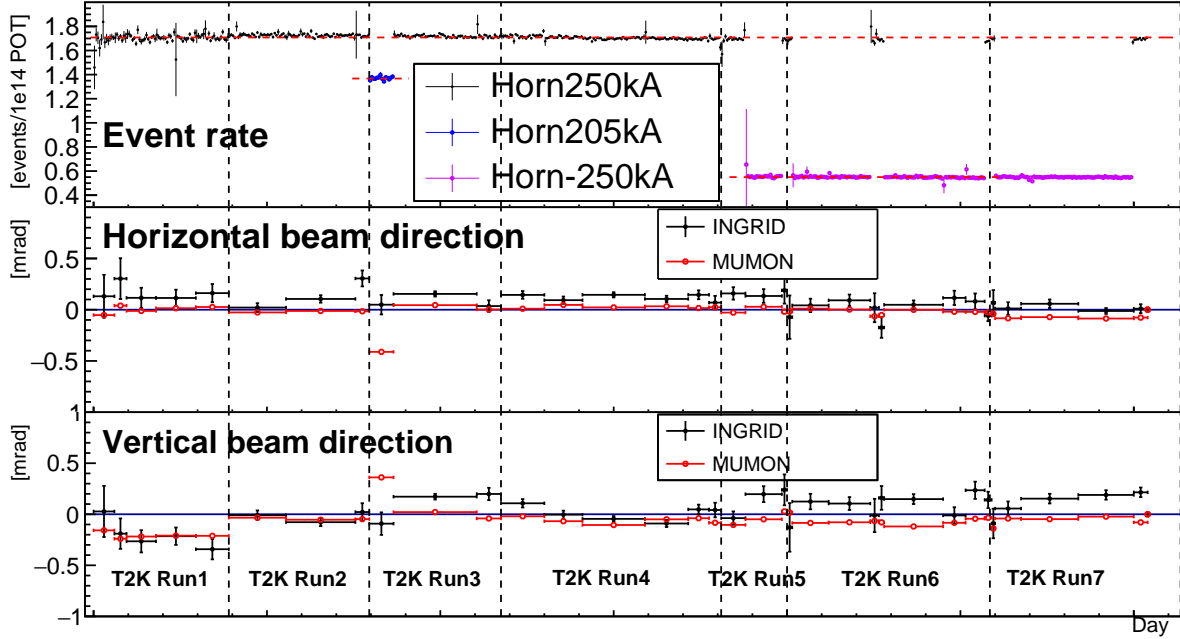 [events/1e14 POT]
1.8
1.6
1.4
1.2
1
0.8
0.6
0.4
Event rate
Horn250kA
Horn205kA
Horn-250kA
[mrad]
0.5
0
−0.5
Horizontal beam direction
INGRID
MUMON
[mrad]
1
0.5
0
−0.5
−1
Vertical beam direction
INGRID
MUMON
T2K Run1
T2K Run2
T2K Run3
T2K Run4
T2K Run5
T2K Run6
T2K Run7
Day